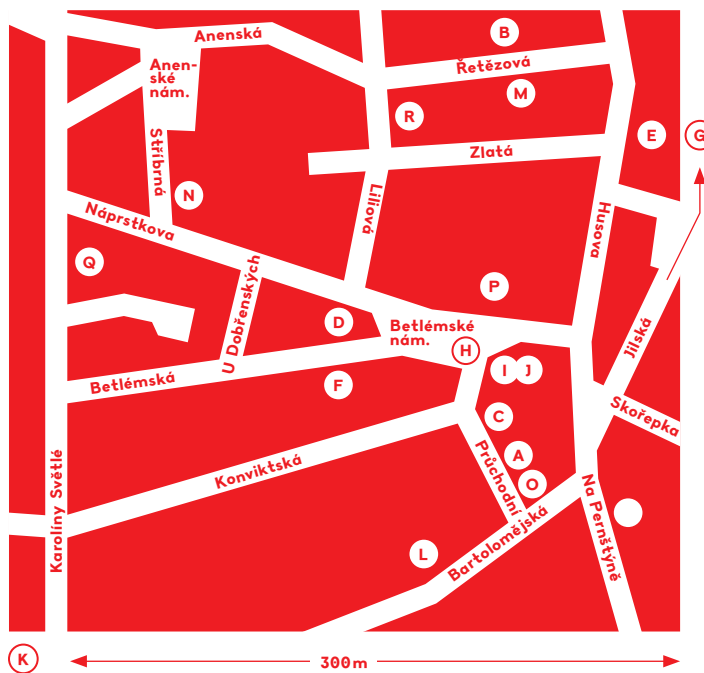 Anenská
B
Řetězová
Anen-
ské
nám.
M
R
E
G
Stříbrná
Zlatá
N
Liliová
Náprstkova
Husova
Q
U Dobřenských
P
D
Betlémské
nám.
H
Jilská
I
J
Betlémská
F
C
Skořepka
Konviktská
Průchodní
A
O
Karolíny Světlé
Na Pernštýně
L
Bartolomějská
K
300m